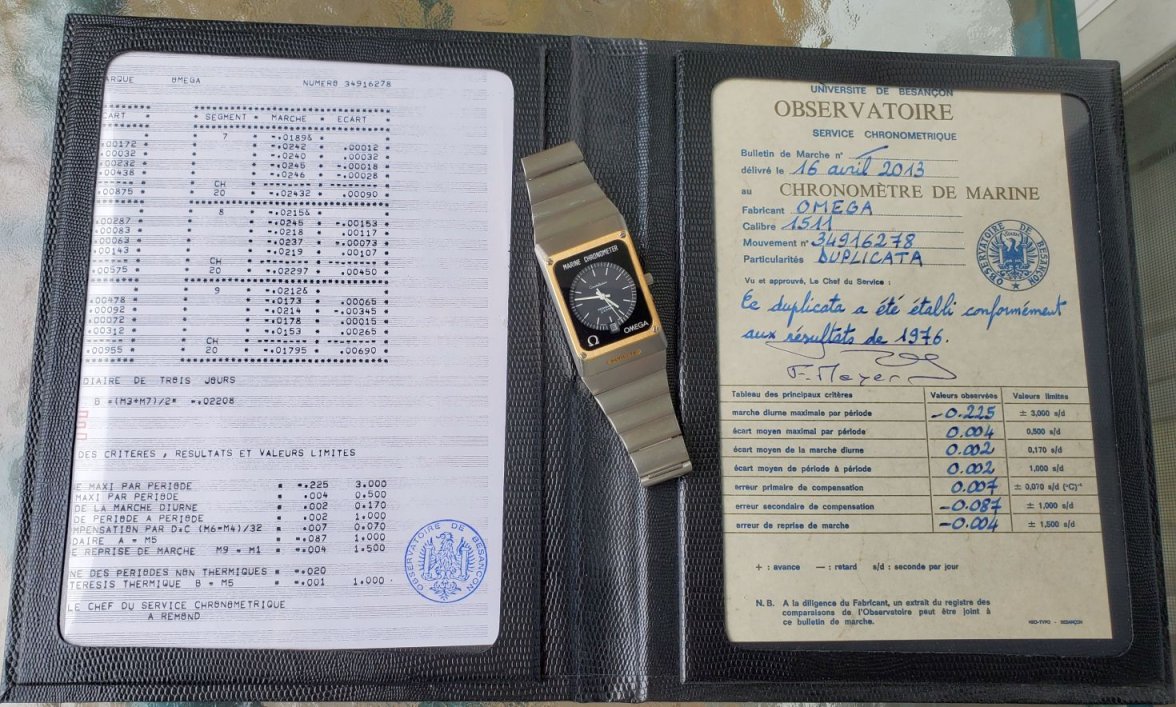 ARQUE OMEGA NUMERO 34916278
CART * * SEGMENT * MARCHE * ECART *
7 * -.0189&
.00172 * -.0242 .00012
.00032 * -.0240 .00032
.00232 * -.0245 -.00018
.00438 * -.0246 -.00028
CH
.00875 20 -.02432 .00090
8 * -.0215&
.00287 * -.0245 -.00153
.00083 * -.0218 .00117
.00063 * -.0237 -.00073
.00143 * -.0219 .00107
CH
.00575 20 -.02297 .00450
9 * -.0212&
.00478 * -.0173 .00065
.00092 * -.0214 -.00345
.00072 * -.0178 .00015
.00312 * -.0153 .00265
CH
.00955 20 -.01795 .00690
DIAIRE DE TROIS JOURS
B =(M3+M7)/2= -.02208
DES CRITERES , RESULTATS ET VALEURS LIMITES
E MAXI PAR PERIODE = -.225 3.000
MAXI PAR PERIODE = .004 0.500
DE LA MARCHE DIURNE = .002 0.170
DE PERIODE A PERIODE = .002 1.000
MPENSATION PAR D.C (M6-M4)/32 = .007 0.070
DAIRE A = M5 = -.087 1.000
E REPRISE DE MARCHE M9 - M1 = -.004 1.500
NE DES PERIODES NON THERMIQUES = -.020
TERESIS THERMIQUE B - M5 = -.001 1.000
LE CHEF DU SERVICE CHRONOMETRIQUE
A REMOND
OBSERVATOIRE DE BESANCON
MARINE CHRONOMETER
Constellation
Ω OMEGA
UNIVERSITE DE BESANÇON
OBSERVATOIRE
SERVICE CHRONOMETRIQUE
Bulletin de Marche n°
délivré le 16 avril 2013
au CHRONOMÈTRE DE MARINE
Fabricant OMEGA
Calibre 1511
Mouvement n° 34916278
Particularités DUPLICATA
OBSERVATOIRE DE BESANÇON
Vu et approuvé, Le Chef du Service :
Ce duplicata a été établi conformément
aux résultats de 1976.
F. Meyer
Tableau des principaux critères Valeurs observées Valeurs limites
marche diurne maximale par période -0.225 ± 3,000 s/d
écart moyen maximal par période 0.004 0,500 s/d
écart moyen de la marche diurne 0.002 0,170 s/d
écart moyen de période à période 0.002 1,000 s/d
erreur primaire de compensation 0.007 ± 0,070 s/d (°C)⁻¹
erreur secondaire de compensation -0.087 ± 1,000 s/d
erreur de reprise de marche -0.004 ± 1,500 s/d
+ : avance — : retard s/d : seconde par jour
N. B. A la diligence du Fabricant, un extrait du registre des
comparaisons de l'Observatoire peut être joint à
ce bulletin de marche.
NEO-TYPO - BESANÇON